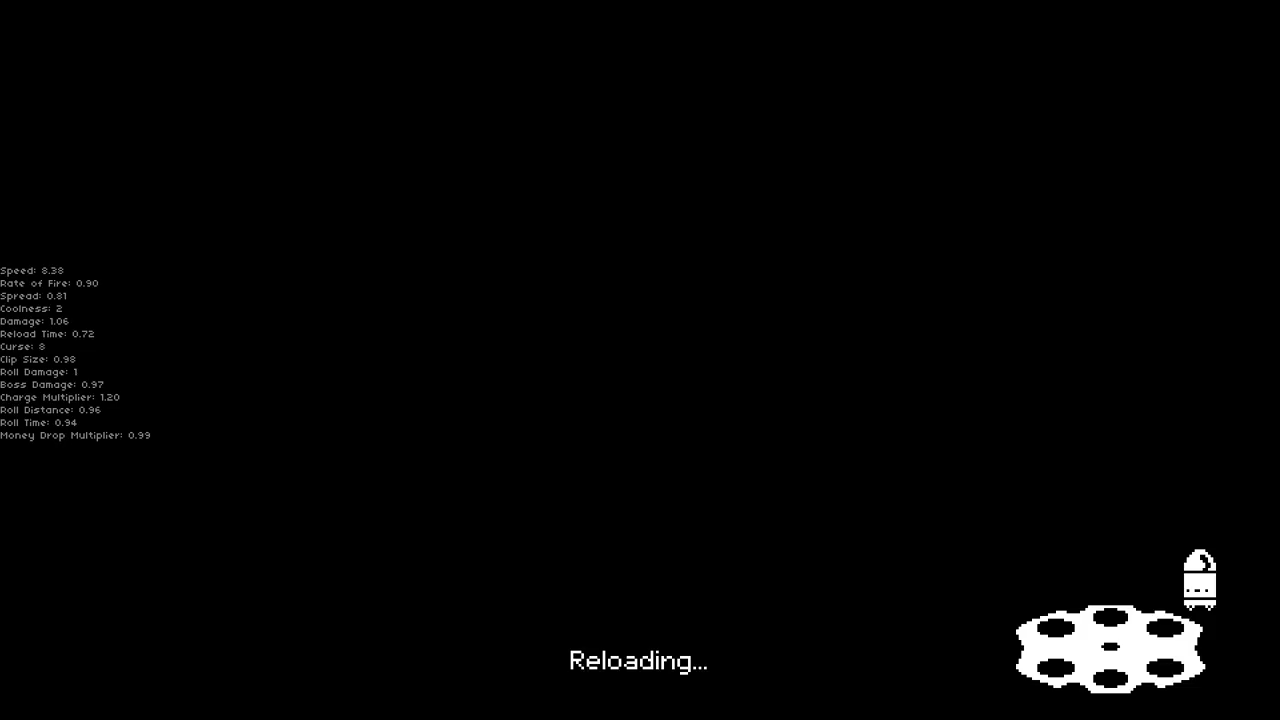 Speed: 8.38
Rate of Fire: 0.90
Spread: 0.81
Coolness: 2
Damage: 1.06
Reload Time: 0.72
Curse: 8
Clip Size: 0.98
Roll Damage: 1
Boss Damage: 0.97
Charge Multiplier: 1.20
Roll Distance: 0.96
Roll Time: 0.94
Money Drop Multiplier: 0.99
Reloading...